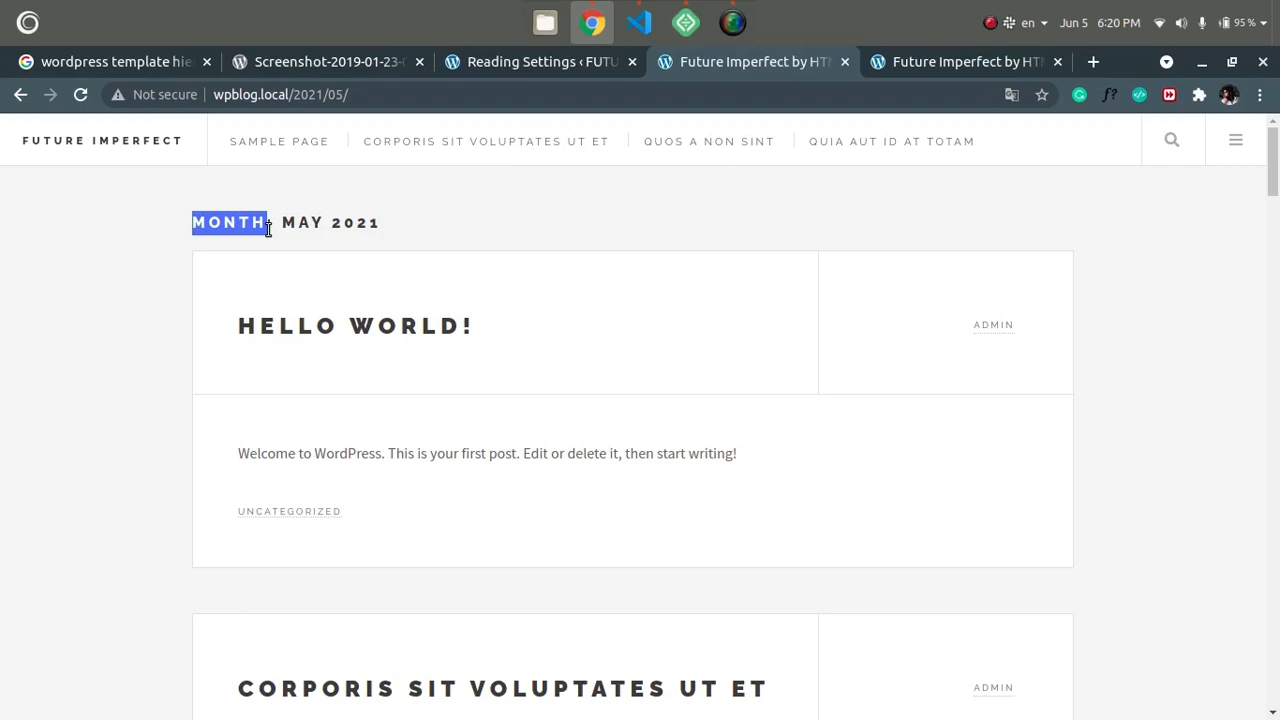 en Jun 5 6:20 PM 95%
wordpress template hie
Screenshot-2019-01-23-
Reading Settings ‹ FUTU
Future Imperfect by HT
Future Imperfect by HT
Not secure wpblog.local/2021/05/
FUTURE IMPERFECT SAMPLE PAGE CORPORIS SIT VOLUPTATES UT ET QUOS A NON SINT QUIA AUT ID AT TOTAM
MONTH: MAY 2021
HELLO WORLD!
ADMIN
Welcome to WordPress. This is your first post. Edit or delete it, then start writing!
UNCATEGORIZED
CORPORIS SIT VOLUPTATES UT ET
ADMIN